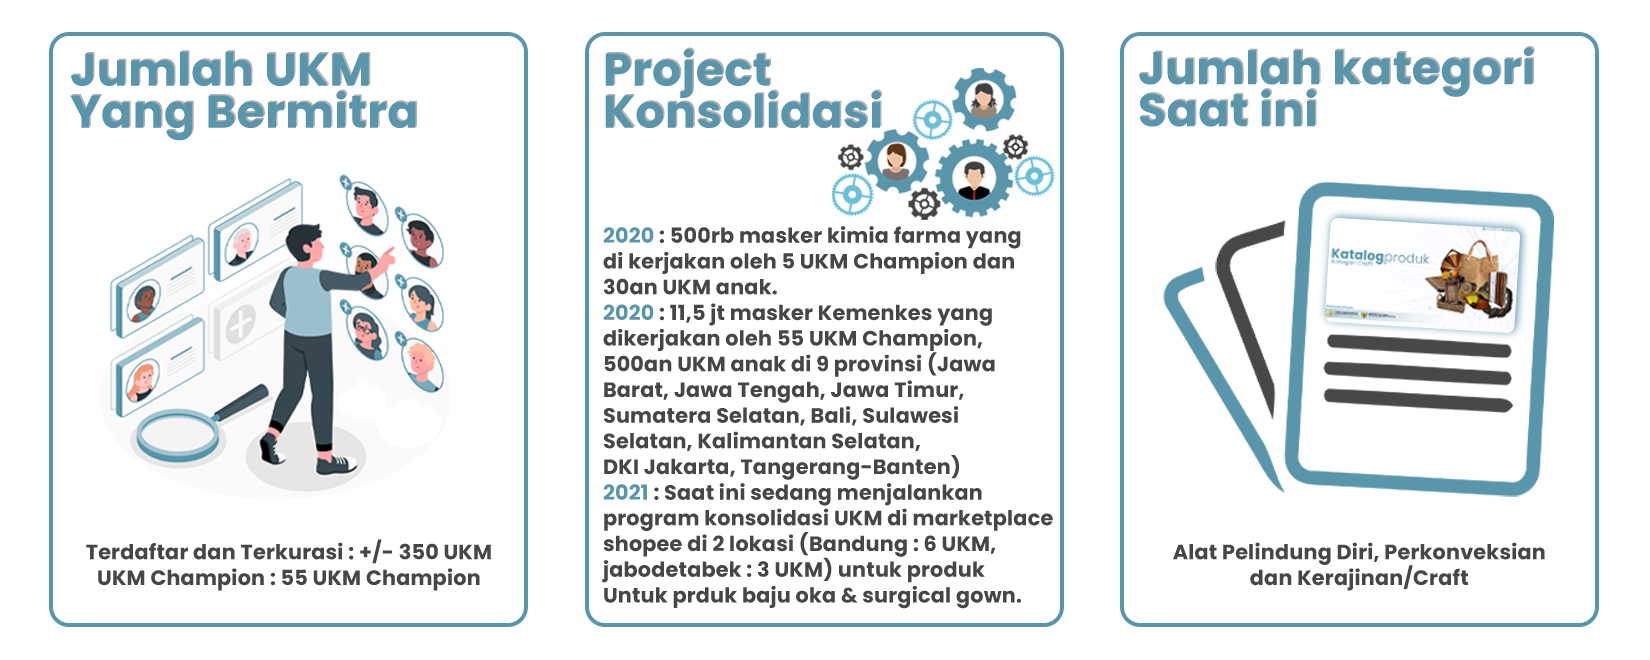 Jumlah UKM
Yang Bermitra
Terdaftar dan Terkurasi : +/- 350 UKM
UKM Champion : 55 UKM Champion
Project
Konsolidasi
2020 : 500rb masker kimia farma yang
di kerjakan oleh 5 UKM Champion dan
30an UKM anak.
2020 : 11,5 jt masker Kemenkes yang
dikerjakan oleh 55 UKM Champion,
500an UKM anak di 9 provinsi (Jawa
Barat, Jawa Tengah, Jawa Timur,
Sumatera Selatan, Bali, Sulawesi
Selatan, Kalimantan Selatan,
DKI Jakarta, Tangerang-Banten)
2021 : Saat ini sedang menjalankan
program konsolidasi UKM di marketplace
shopee di 2 lokasi (Bandung : 6 UKM,
jabodetabek : 3 UKM) untuk produk
Untuk prduk baju oka & surgical gown.
Jumlah kategori
Saat ini
Katalogproduk
Kategori Craft
Alat Pelindung Diri, Perkonveksian
dan Kerajinan/Craft